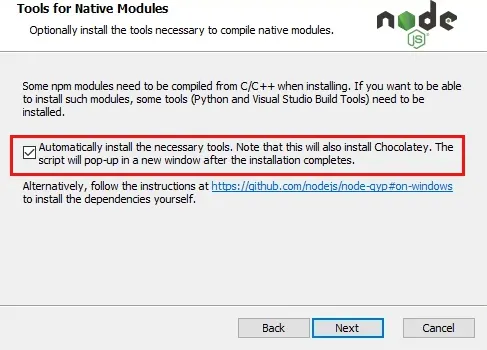 Tools for Native Modules
Optionally install the tools necessary to compile native modules.
node
JS
Some npm modules need to be compiled from C/C++ when installing. If you want to be able
to install such modules, some tools (Python and Visual Studio Build Tools) need to be
installed.
Automatically install the necessary tools. Note that this will also install Chocolatey. The
script will pop-up in a new window after the installation completes.
Alternatively, follow the instructions at https://github.com/nodejs/node-gyp#on-windows
to install the dependencies yourself.
Back Next Cancel